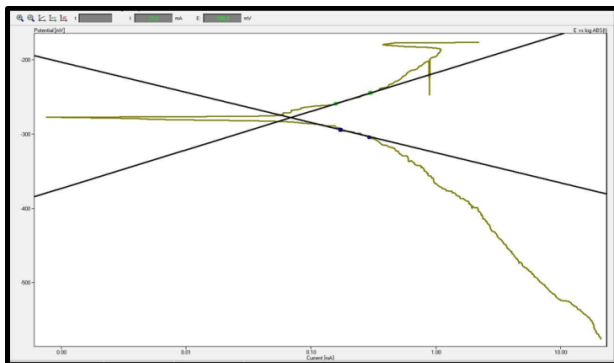 t I mA E mV
Potential [mV] E vs log ABS(I)
-200
-300
-400
-500
0.00 0.01 0.10 1.00 10.00
Current [mA]